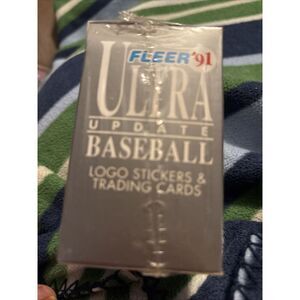 FLEER '91
ULTRA
UPDATE
BASEBALL
LOGO STICKERS &
TRADING CARDS